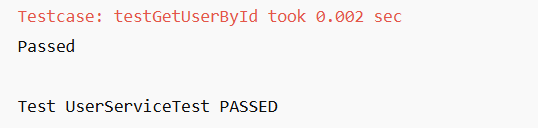 Testcase: testGetUserById took 0.002 sec
Passed
Test UserServiceTest PASSED